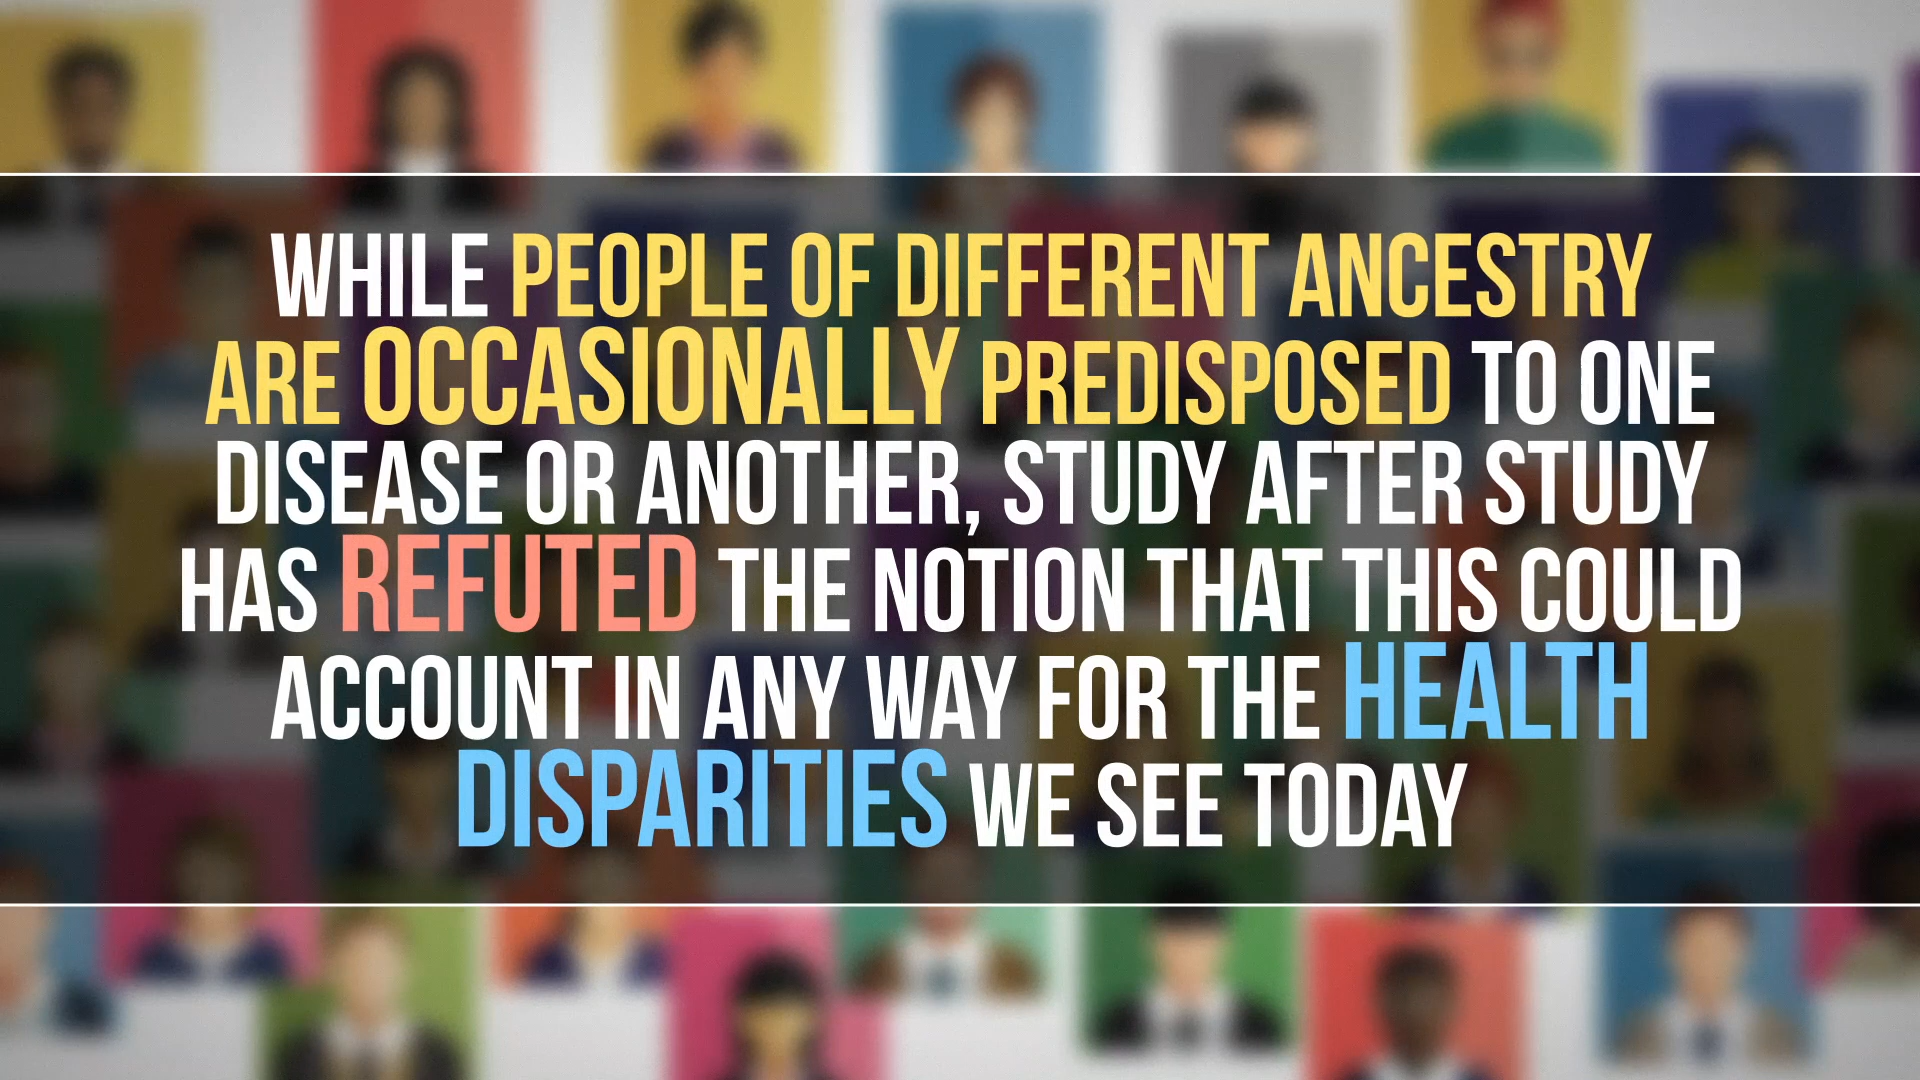 WHILE PEOPLE OF DIFFERENT ANCESTRY
ARE OCCASIONALLY PREDISPOSED TO ONE
DISEASE OR ANOTHER, STUDY AFTER STUDY
HAS REFUTED THE NOTION THAT THIS COULD
ACCOUNT IN ANY WAY FOR THE HEALTH
DISPARITIES WE SEE TODAY